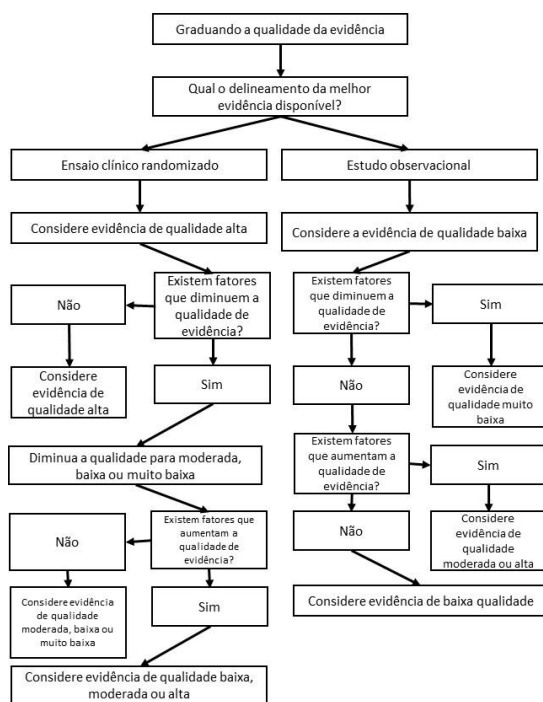 Graduando a qualidade da evidência
Qual o delineamento da melhor
evidência disponível?
Ensaio clínico randomizado
Estudo observacional
Considere evidência de qualidade alta
Considere a evidência de qualidade baixa
Existem fatores
que diminuem a
qualidade de
evidência?
Não
Existem fatores
que diminuem a
qualidade de
evidência?
Sim
Considere
evidência de
qualidade alta
Sim
Não
Considere
evidência de
qualidade muito
baixa
Diminua a qualidade para moderada,
baixa ou muito baixa
Existem fatores
que aumentam a
qualidade de
evidência?
Sim
Existem fatores que
aumentam a
qualidade de
evidência?
Não
Não
Considere
evidência de
qualidade
moderada ou alta
Considere evidência
de qualidade
moderada, baixa ou
muito baixa
Sim
Considere evidência de baixa qualidade
Considere evidência de qualidade baixa,
moderada ou alta